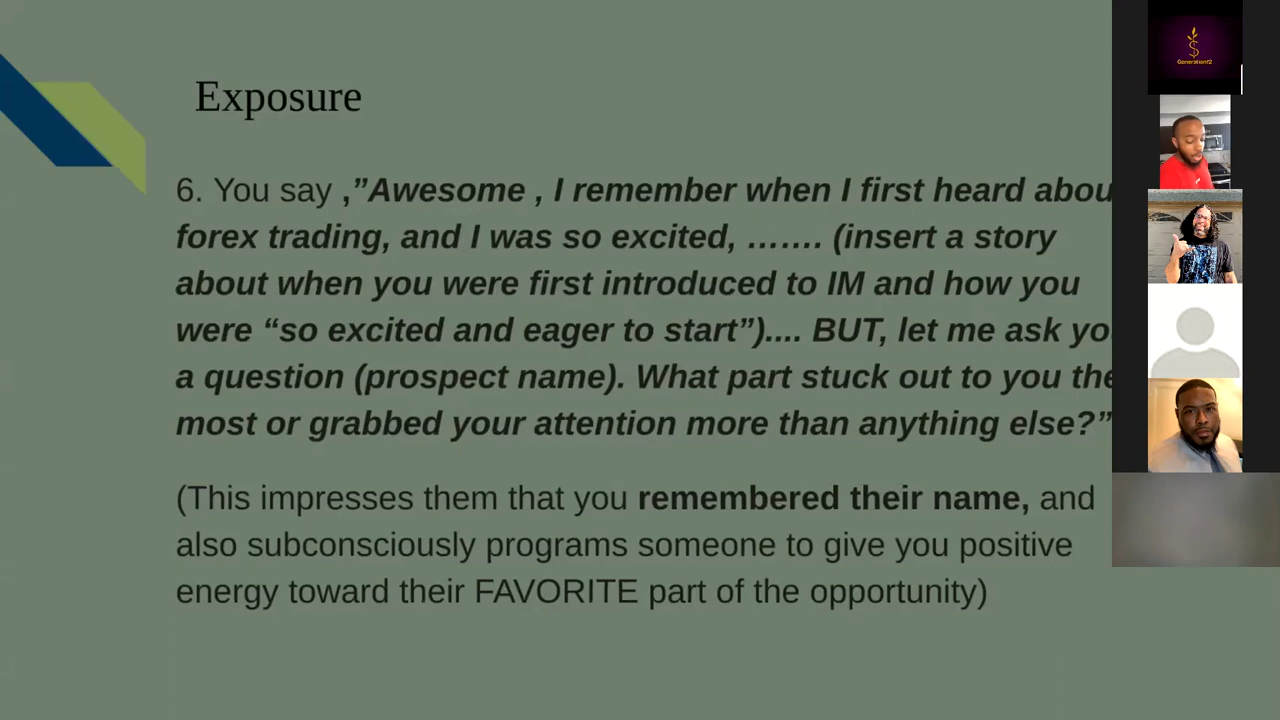 Exposure
6. You say ,”Awesome , I remember when I first heard abou
forex trading, and I was so excited, ……. (insert a story
about when you were first introduced to IM and how you
were “so excited and eager to start”).... BUT, let me ask yo
a question (prospect name). What part stuck out to you the
most or grabbed your attention more than anything else?”
(This impresses them that you remembered their name, and
also subconsciously programs someone to give you positive
energy toward their FAVORITE part of the opportunity)